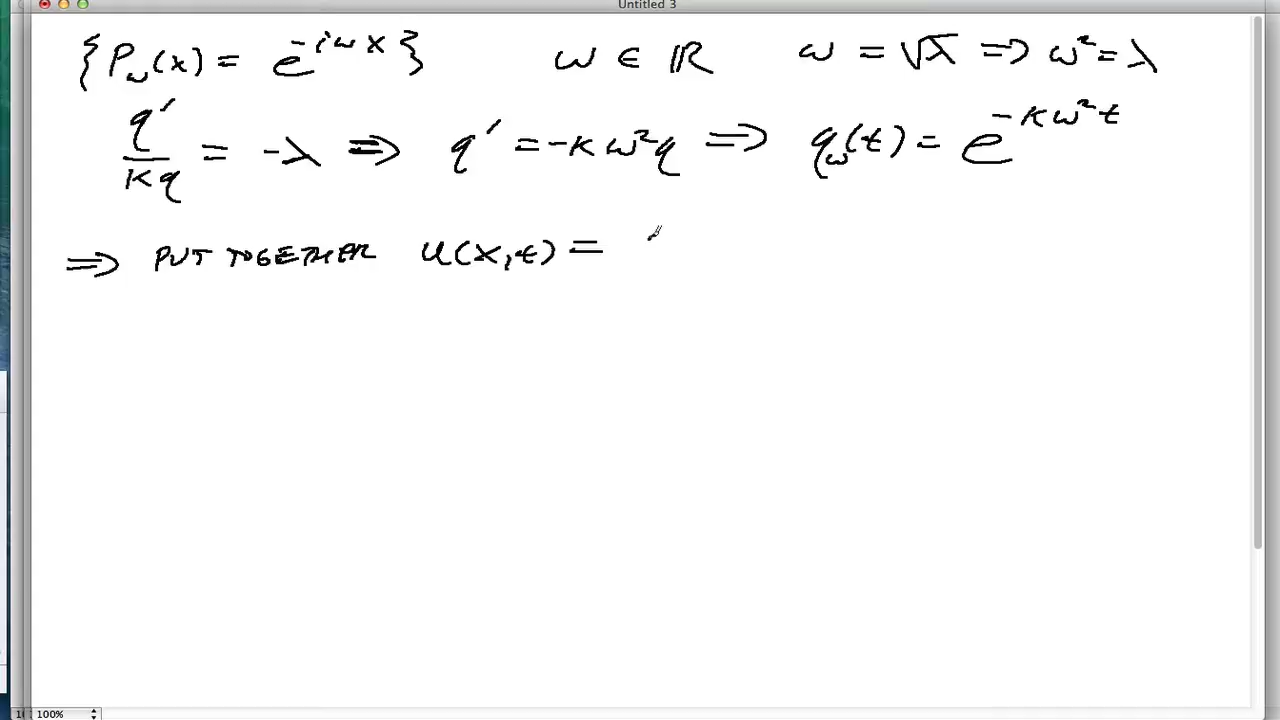 Untitled 3
{P_ω(x) = e^{-iωx}} ω ∈ ℝ ω = √λ ⟹ ω² = λ
q′/Kq = -λ ⟹ q′ = -Kω²q ⟹ q_ω(t) = e^{-Kω²t}
⟹ PUT TOGETHER u(x,t) =
100%